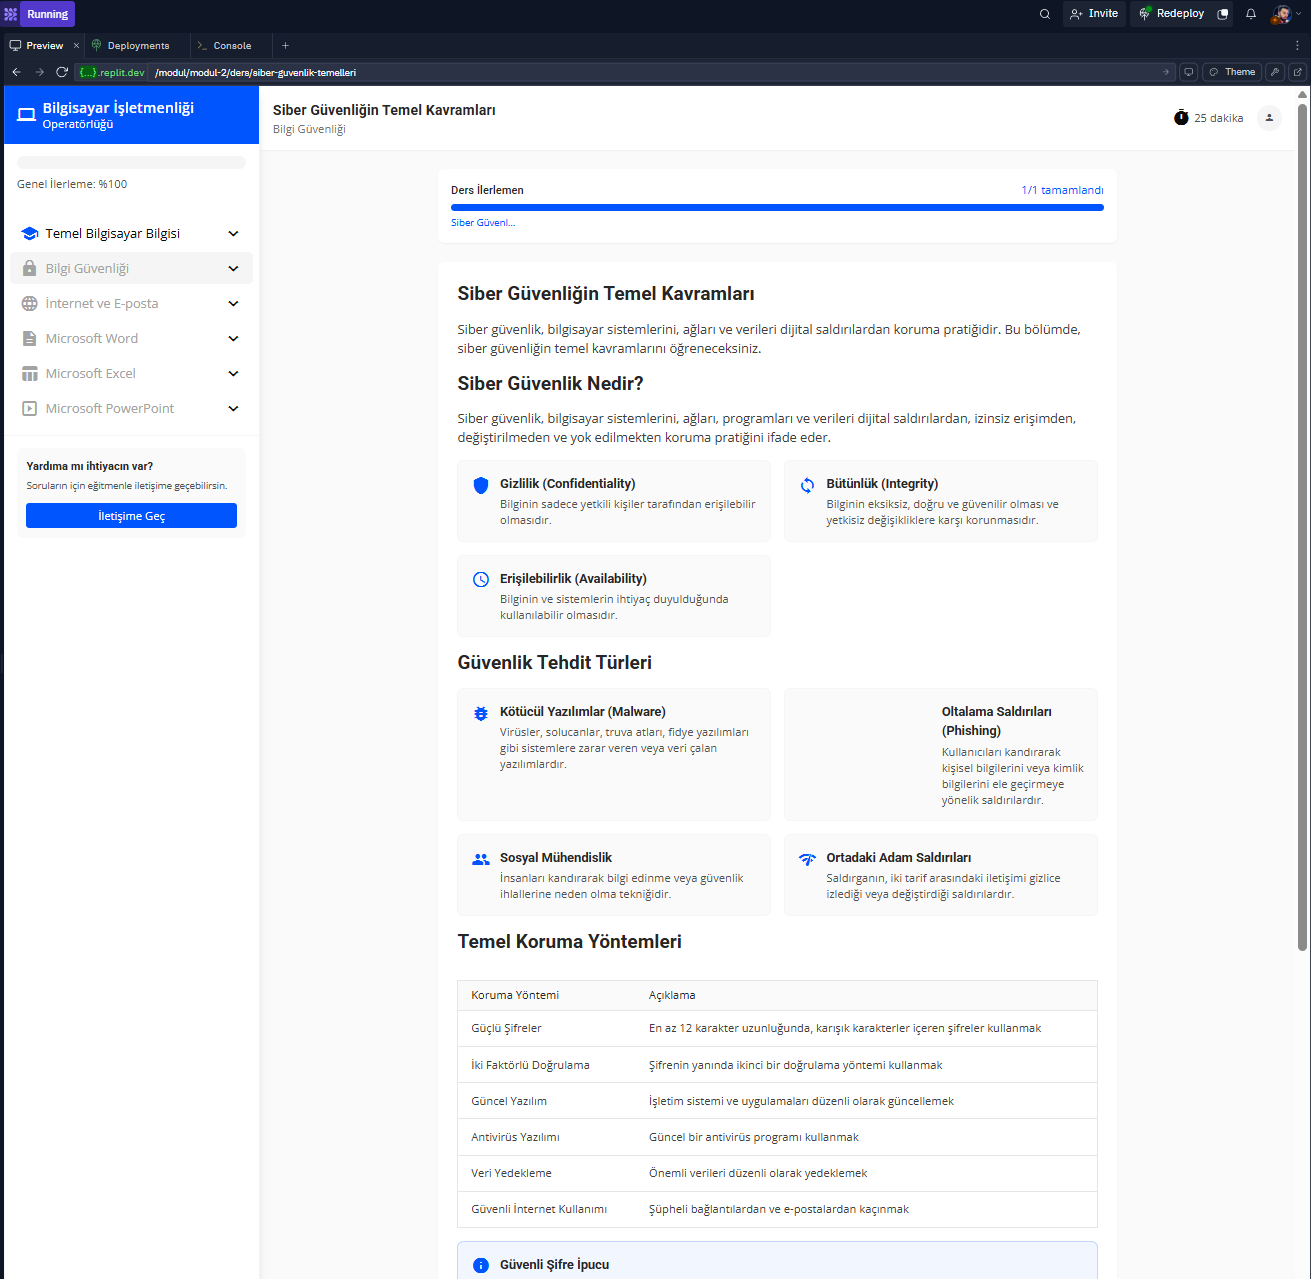 Running
Invite
Redeploy
Preview
Deployments
Console
{...}.replit.dev
/modul/modul-2/ders/siber-guvenlik-temelleri
Theme
Bilgisayar İşletmenliği
Operatörlüğü
Siber Güvenliğin Temel Kavramları
Bilgi Güvenliği
25 dakika
Genel İlerleme: %100
Temel Bilgisayar Bilgisi
Bilgi Güvenliği
İnternet ve E-posta
Microsoft Word
Microsoft Excel
Microsoft PowerPoint
Yardıma mı ihtiyacın var?
Soruların için eğitmenle iletişime geçebilirsin.
İletişime Geç
Ders İlerlemen
1/1 tamamlandı
Siber Güvenl...
Siber Güvenliğin Temel Kavramları
Siber güvenlik, bilgisayar sistemlerini, ağları ve verileri dijital saldırılardan koruma pratiğidir. Bu bölümde,
siber güvenliğin temel kavramlarını öğreneceksiniz.
Siber Güvenlik Nedir?
Siber güvenlik, bilgisayar sistemlerini, ağları, programları ve verileri dijital saldırılardan, izinsiz erişimden,
değiştirilmeden ve yok edilmekten koruma pratiğini ifade eder.
Gizlilik (Confidentiality)
Bilginin sadece yetkili kişiler tarafından erişilebilir
olmasıdır.
Bütünlük (Integrity)
Bilginin eksiksiz, doğru ve güvenilir olması ve
yetkisiz değişikliklere karşı korunmasıdır.
Erişilebilirlik (Availability)
Bilginin ve sistemlerin ihtiyaç duyulduğunda
kullanılabilir olmasıdır.
Güvenlik Tehdit Türleri
Kötücül Yazılımlar (Malware)
Virüsler, solucanlar, truva atları, fidye yazılımları
gibi sistemlere zarar veren veya veri çalan
yazılımlardır.
Oltalama Saldırıları
(Phishing)
Kullanıcıları kandırarak
kişisel bilgilerini veya kimlik
bilgilerini ele geçirmeye
yönelik saldırılardır.
Sosyal Mühendislik
İnsanları kandırarak bilgi edinme veya güvenlik
ihlallerine neden olma tekniğidir.
Ortadaki Adam Saldırıları
Saldırganın, iki tarif arasındaki iletişimi gizlice
izlediği veya değiştirdiği saldırılardır.
Temel Koruma Yöntemleri
Koruma Yöntemi
Açıklama
Güçlü Şifreler
En az 12 karakter uzunluğunda, karışık karakterler içeren şifreler kullanmak
İki Faktörlü Doğrulama
Şifrenin yanında ikinci bir doğrulama yöntemi kullanmak
Güncel Yazılım
İşletim sistemi ve uygulamaları düzenli olarak güncellemek
Antivirüs Yazılımı
Güncel bir antivirüs programı kullanmak
Veri Yedekleme
Önemli verileri düzenli olarak yedeklemek
Güvenli İnternet Kullanımı
Şüpheli bağlantılardan ve e-postalardan kaçınmak
Güvenli Şifre İpucu